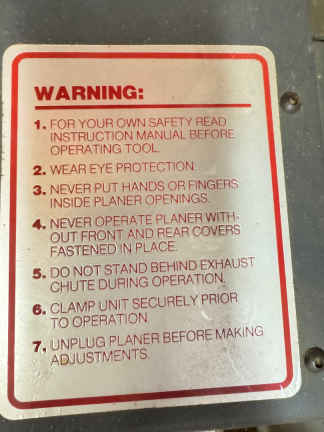 WARNING:
1. FOR YOUR OWN SAFETY READ
INSTRUCTION MANUAL BEFORE
OPERATING TOOL.
2. WEAR EYE PROTECTION.
3. NEVER PUT HANDS OR FINGERS
INSIDE PLANER OPENINGS.
4. NEVER OPERATE PLANER WITH-
OUT FRONT AND REAR COVERS
FASTENED IN PLACE.
5. DO NOT STAND BEHIND EXHAUST
CHUTE DURING OPERATION.
6. CLAMP UNIT SECURELY PRIOR
TO OPERATION.
7. UNPLUG PLANER BEFORE MAKING
ADJUSTMENTS.